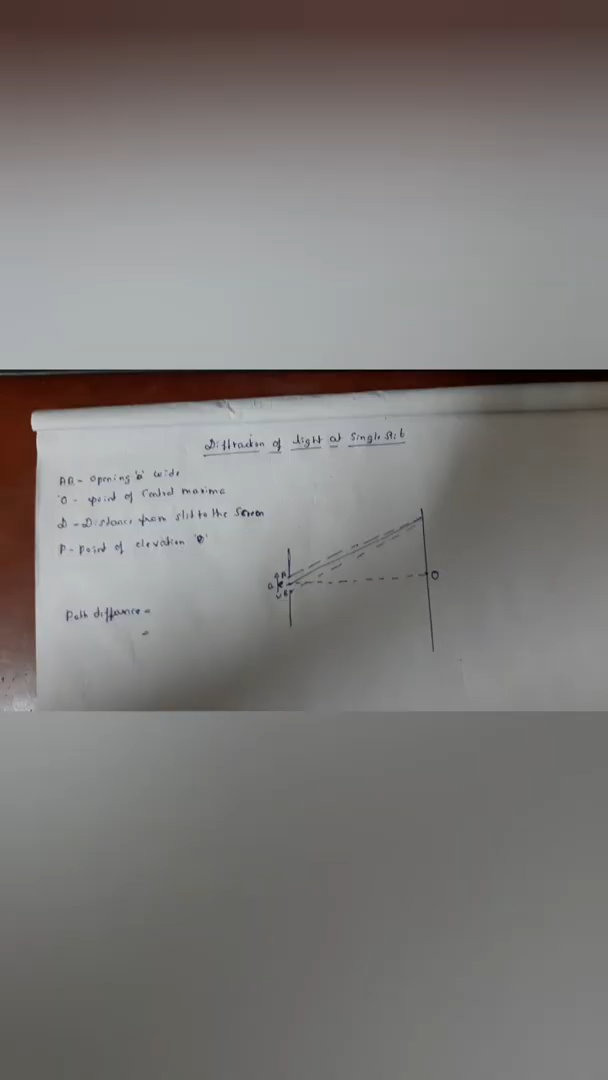 Diffraction of light at Single slit
AB - Opening 'a' wide
'O' - point of Central maxima
D - Distance from slit to the Screen
P - Point of elevation 'θ'
Path diffrance =
=
A
a
B
O